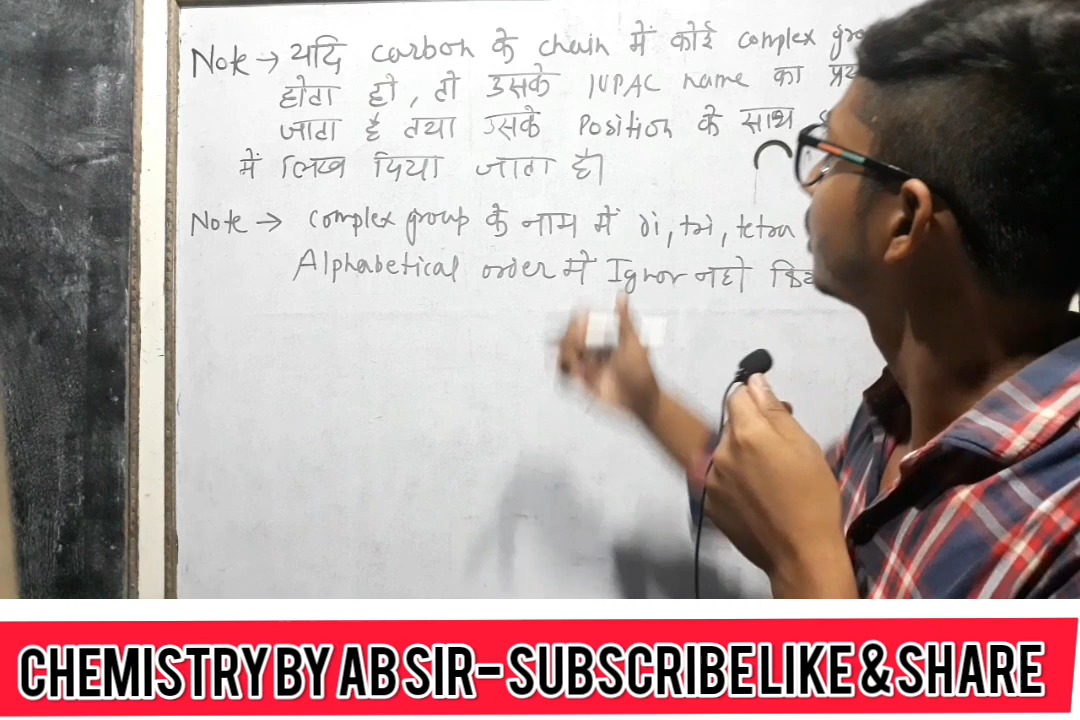 Note → यदि carbon के chain में कोई complex
होता हो, तो उसके IUPAC name का
जाता है तथा उसके Position के साथ
में लिख दिया जाता है।
Note → complex group के नाम में di, tri, tetra
Alphabetical order में Ignor नहीं
CHEMISTRY BY AB SIR - SUBSCRIBE LIKE & SHARE